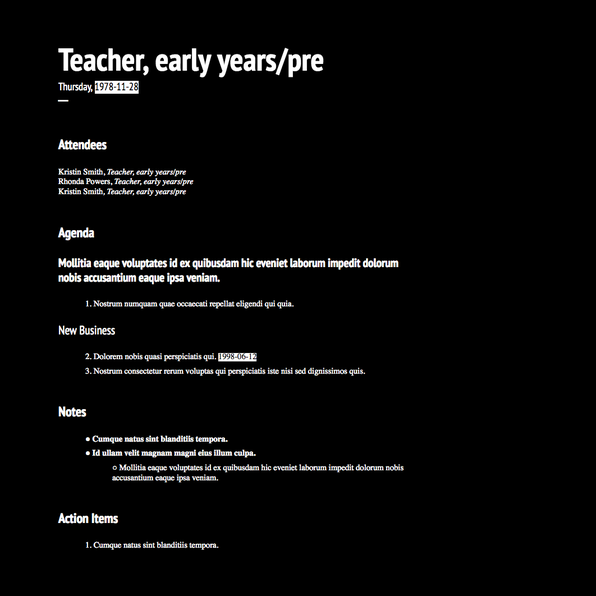 Teacher, early years/pre
Thursday, 1978-11-28
Attendees
Kristin Smith, Teacher, early years/pre
Rhonda Powers, Teacher, early years/pre
Kristin Smith, Teacher, early years/pre
Agenda
Mollitia eaque voluptates id ex quibusdam hic eveniet laborum impedit dolorum
nobis accusantium eaque ipsa veniam.
1. Nostrum numquam quae occaecati repellat eligendi qui quia.
New Business
2. Dolorem nobis quasi perspiciatis qui. 1998-06-12
3. Nostrum consectetur rerum voluptas qui perspiciatis iste nisi sed dignissimos quis.
Notes
● Cumque natus sint blanditiis tempora.
● Id ullam velit magnam magni eius illum culpa.
○ Mollitia eaque voluptates id ex quibusdam hic eveniet laborum impedit dolorum nobis
accusantium eaque ipsa veniam.
Action Items
1. Cumque natus sint blanditiis tempora.